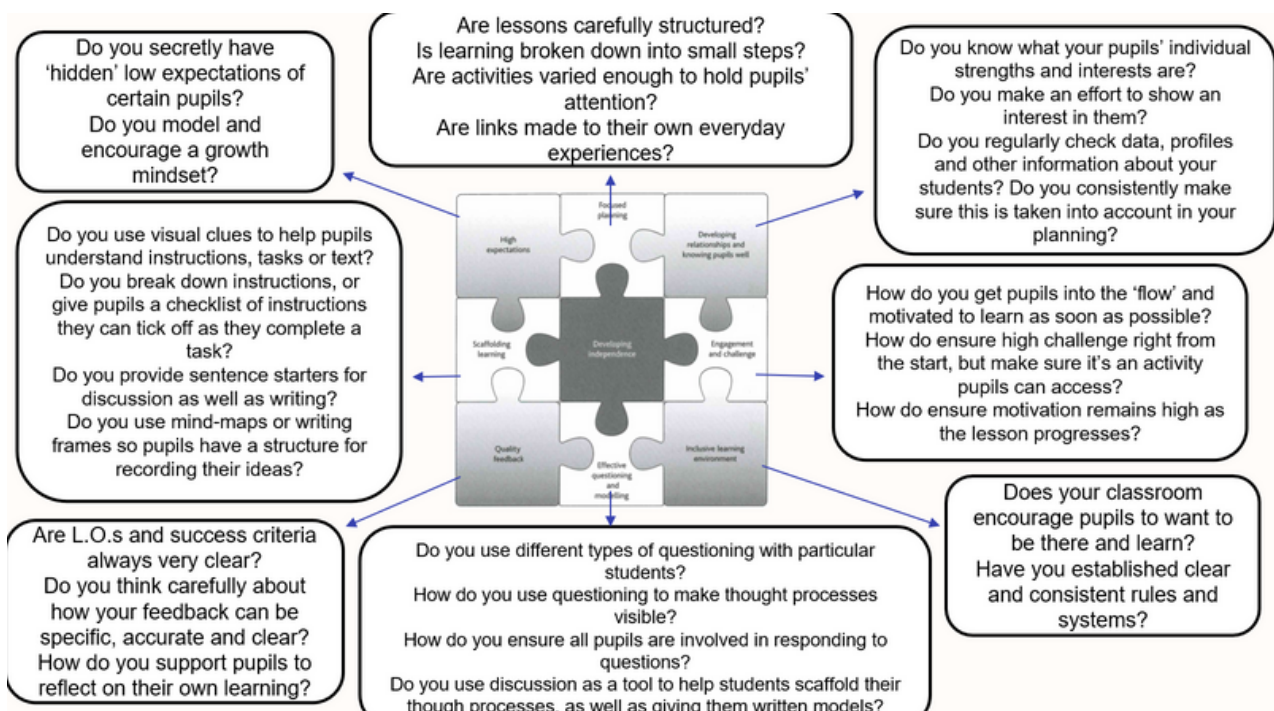 Do you secretly have
‘hidden’ low expectations of
certain pupils?
Do you model and
encourage a growth
mindset?
Are lessons carefully structured?
Is learning broken down into small steps?
Are activities varied enough to hold pupils’
attention?
Are links made to their own everyday
experiences?
Do you know what your pupils’ individual
strengths and interests are?
Do you make an effort to show an
interest in them?
Do you regularly check data, profiles
and other information about your
students? Do you consistently make
sure this is taken into account in your
planning?
Do you use visual clues to help pupils
understand instructions, tasks or text?
Do you break down instructions, or
give pupils a checklist of instructions
they can tick off as they complete a
task?
Do you provide sentence starters for
discussion as well as writing?
Do you use mind-maps or writing
frames so pupils have a structure for
recording their ideas?
High
expectations
Focused
planning
Developing
relationships and
knowing pupils well
Scaffolding
learning
Developing
independence
Engagement
and challenge
Quality
feedback
Effective
questioning
and
modelling
Inclusive learning
environment
How do you get pupils into the ‘flow’ and
motivated to learn as soon as possible?
How do ensure high challenge right from
the start, but make sure it’s an activity
pupils can access?
How do ensure motivation remains high as
the lesson progresses?
Are L.O.s and success criteria
always very clear?
Do you think carefully about
how your feedback can be
specific, accurate and clear?
How do you support pupils to
reflect on their own learning?
Do you use different types of questioning with particular
students?
How do you use questioning to make thought processes
visible?
How do you ensure all pupils are involved in responding to
questions?
Do you use discussion as a tool to help students scaffold their
though processes, as well as giving them written models?
Does your classroom
encourage pupils to want to
be there and learn?
Have you established clear
and consistent rules and
systems?